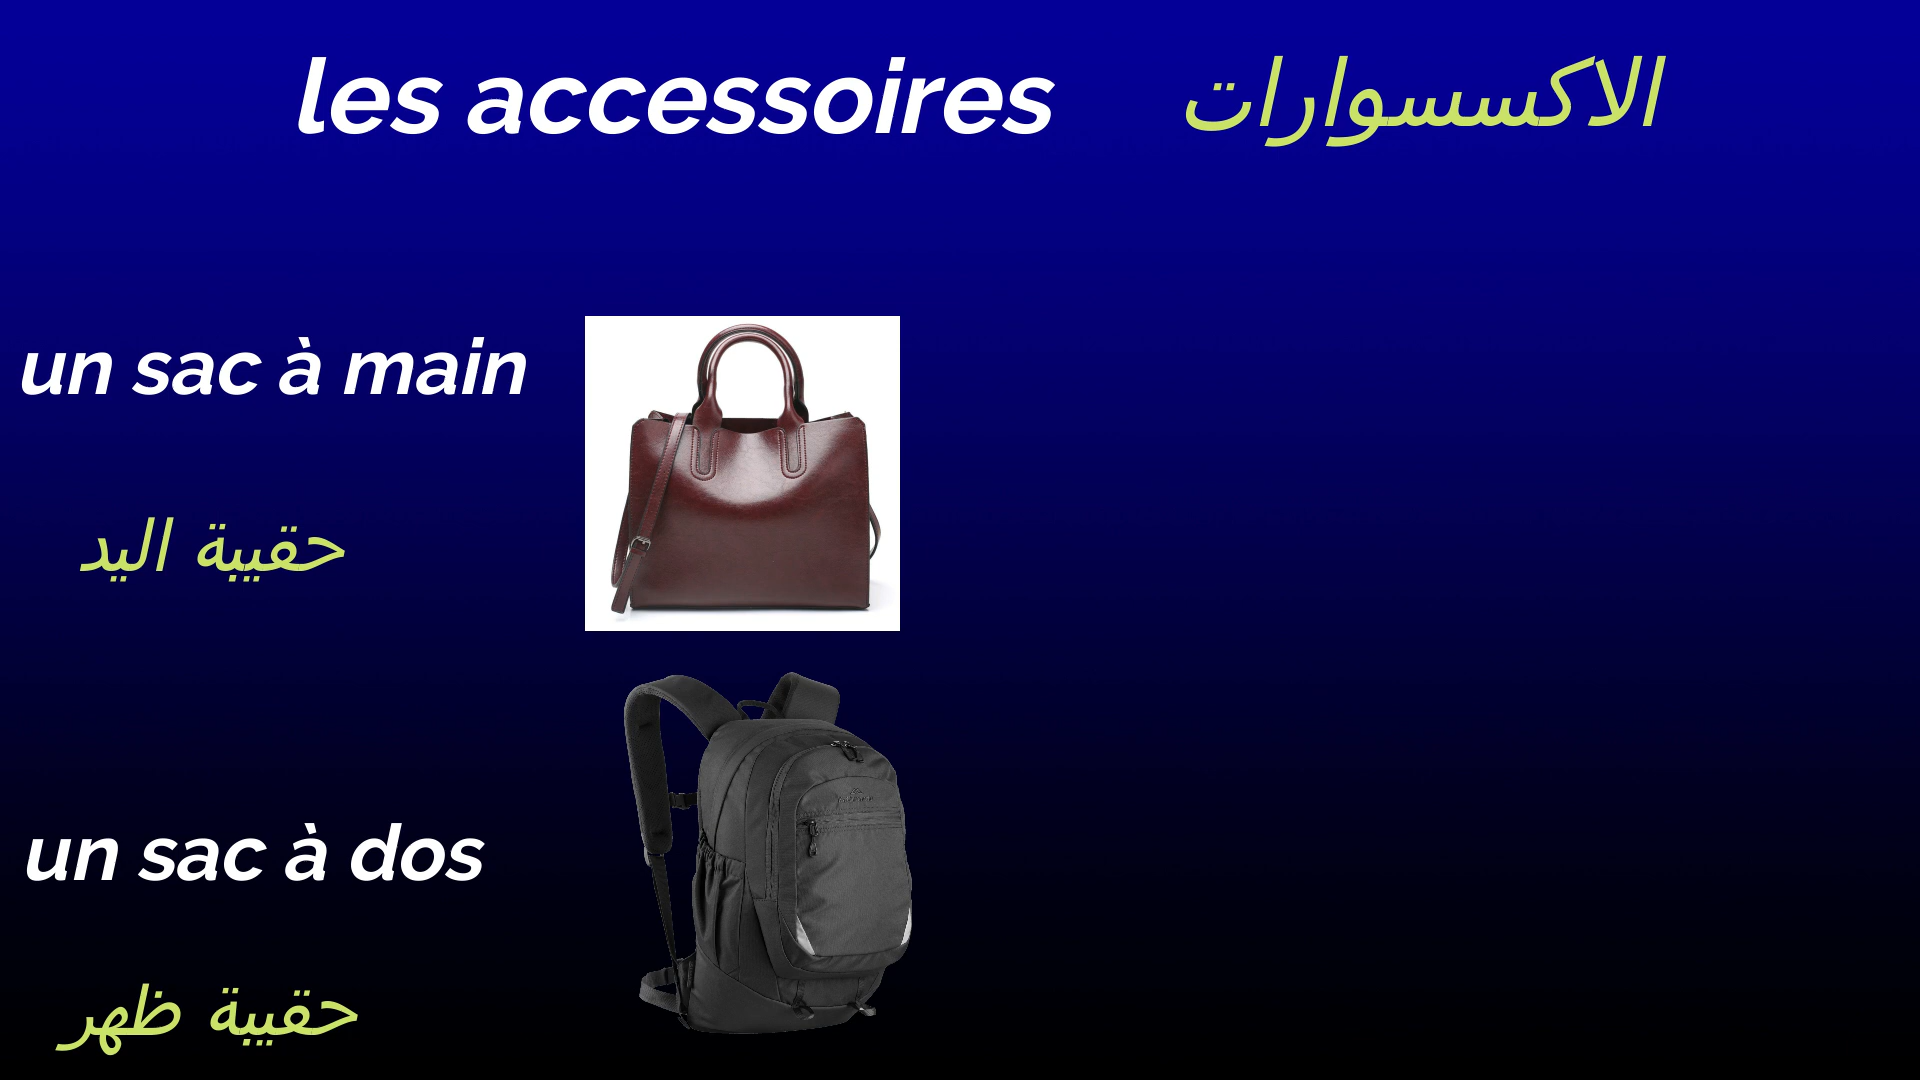 les accessoires
الاكسسوارات
un sac à main
حقيبة اليد
un sac à dos
حقيبة ظهر